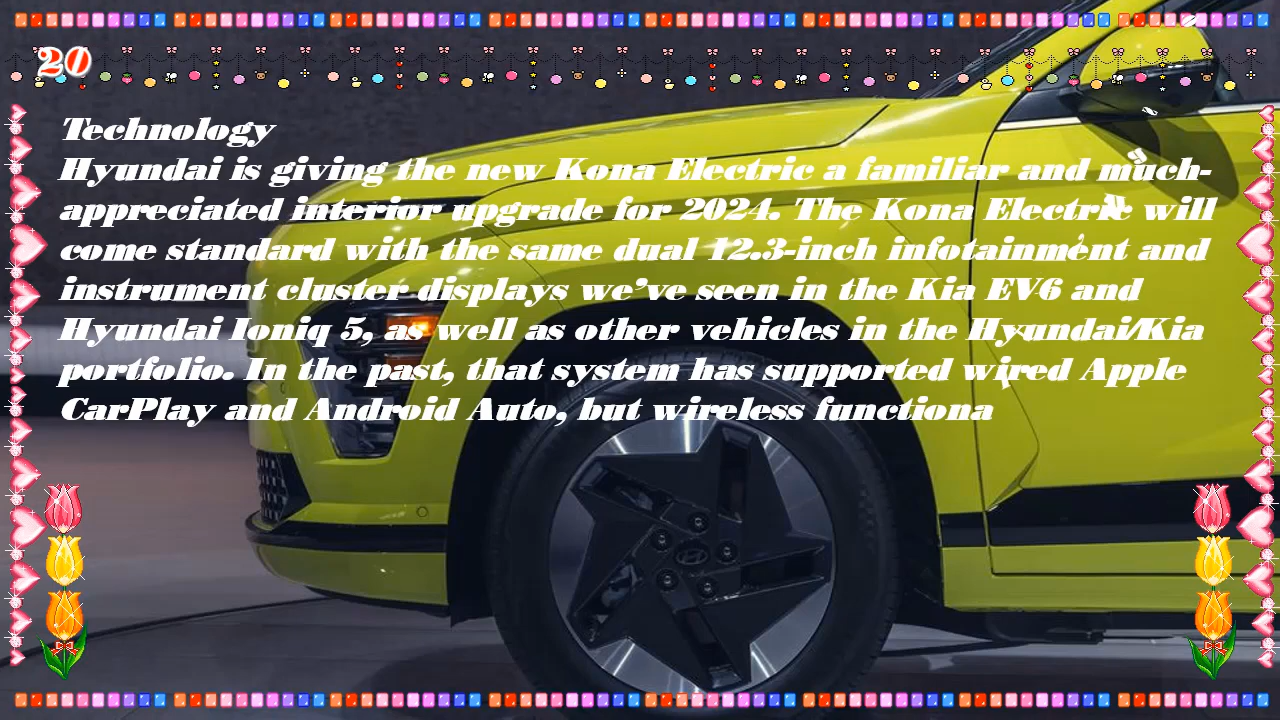 20
Technology
Hyundai is giving the new Kona Electric a familiar and much-
appreciated interior upgrade for 2024. The Kona Electric will
come standard with the same dual 12.3-inch infotainment and
instrument cluster displays we’ve seen in the Kia EV6 and
Hyundai Ioniq 5, as well as other vehicles in the Hyundai/Kia
portfolio. In the past, that system has supported wired Apple
CarPlay and Android Auto, but wireless functiona